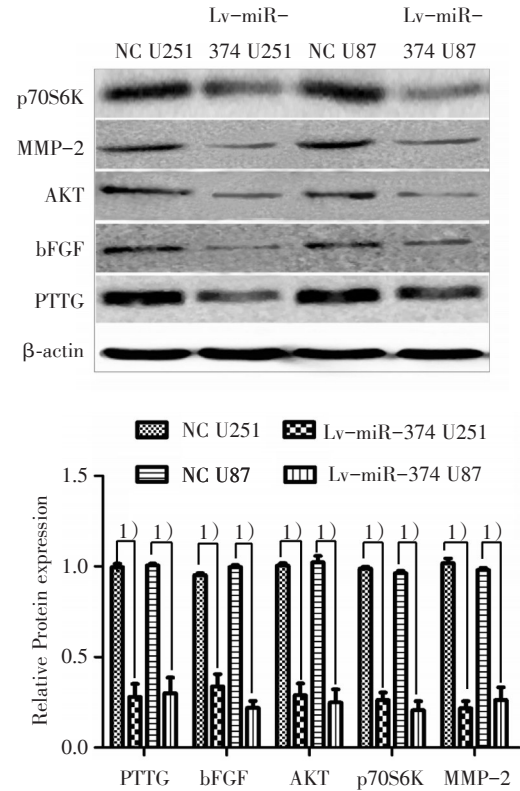 Lv-miR- Lv-miR-
NC U251 374 U251 NC U87 374 U87
p70S6K
MMP-2
AKT
bFGF
PTTG
β-actin
NC U251 Lv-miR-374 U251
NC U87 Lv-miR-374 U87
Relative Protein expression
1.5
1.0
0.5
0.0
1) 1) 1) 1) 1) 1) 1) 1) 1) 1)
PTTG bFGF AKT p70S6K MMP-2